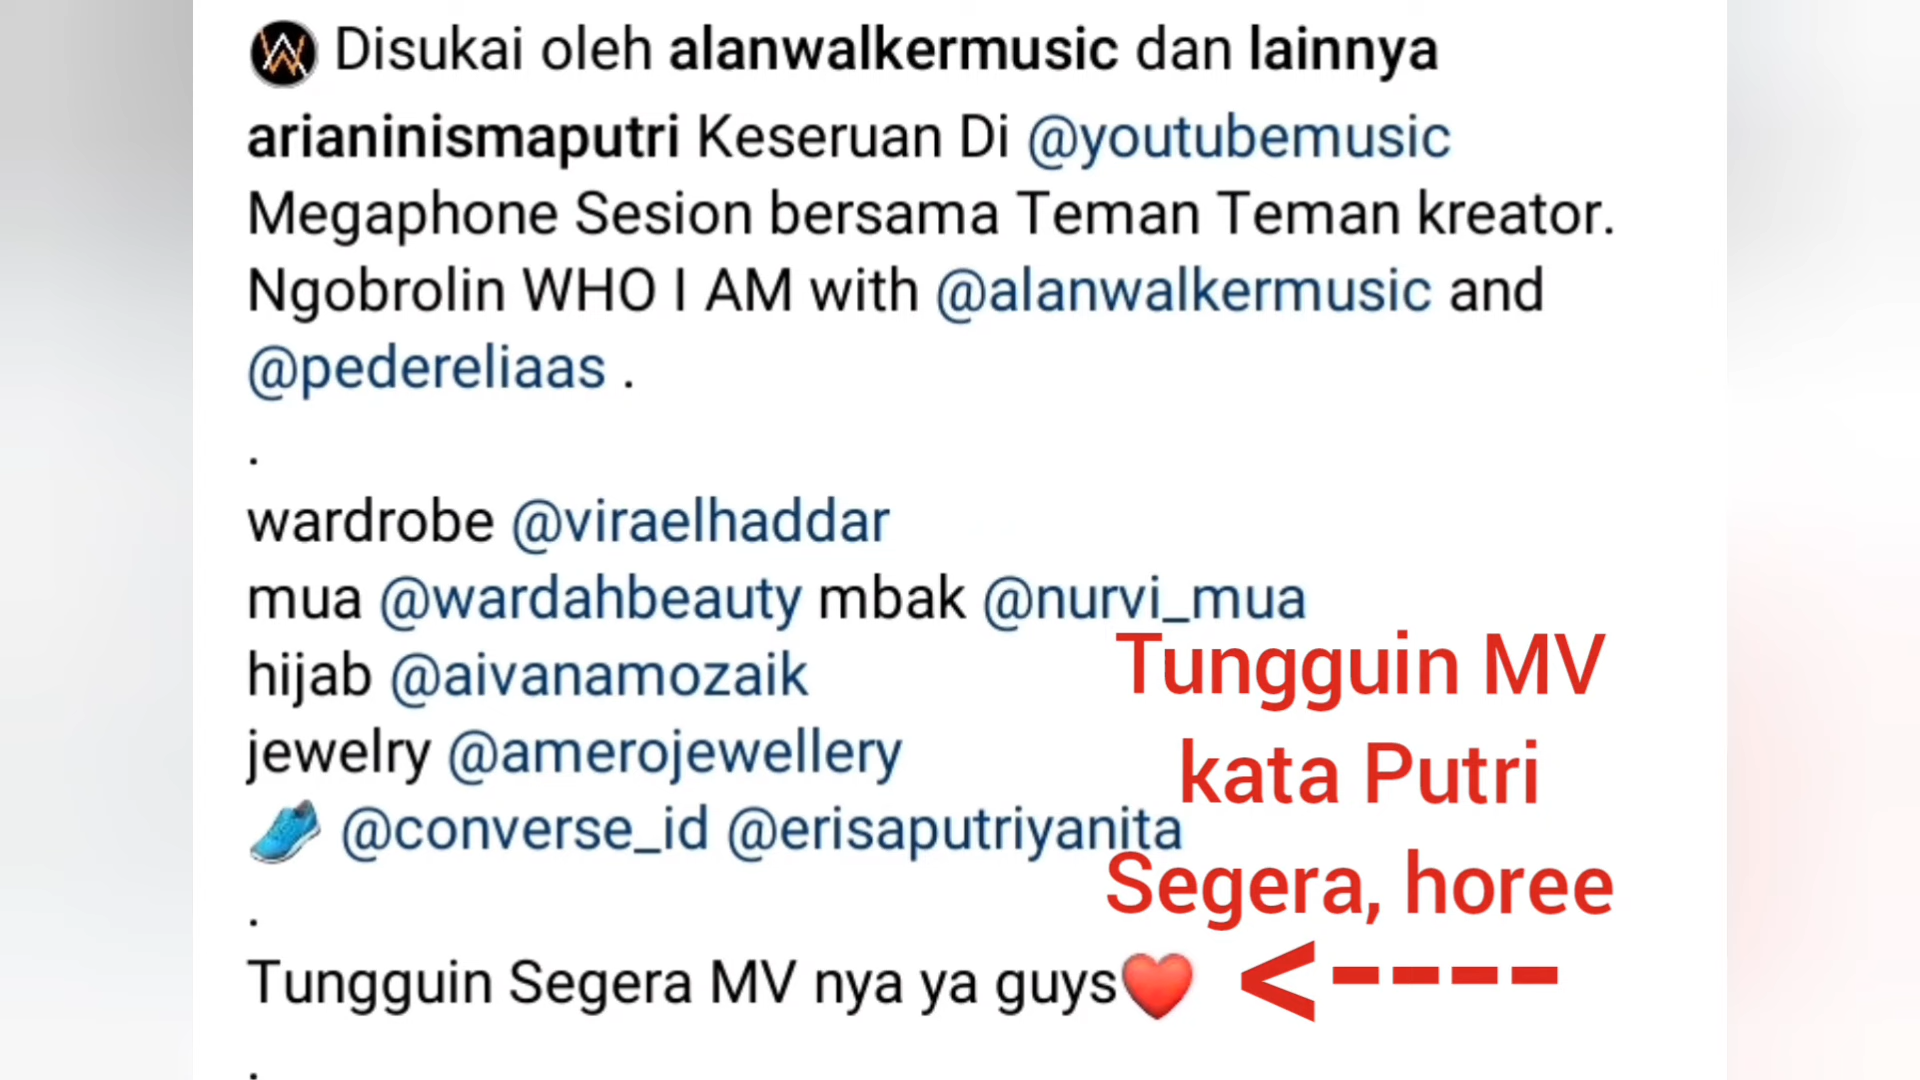 Disukai oleh alanwalkermusic dan lainnya
arianinismaputri Keseruan Di @youtubemusic
Megaphone Sesion bersama Teman Teman kreator.
Ngobrolin WHO I AM with @alanwalkermusic and
@pedereliaas .
.
wardrobe @viraelhaddar
mua @wardahbeauty mbak @nurvi_mua
hijab @aivanamozaik
jewelry @amerojewellery
👟 @converse_id @erisaputriyanita
.
Tungguin Segera MV nya ya guys❤️
.
Tungguin MV
kata Putri
Segera, horee
<----